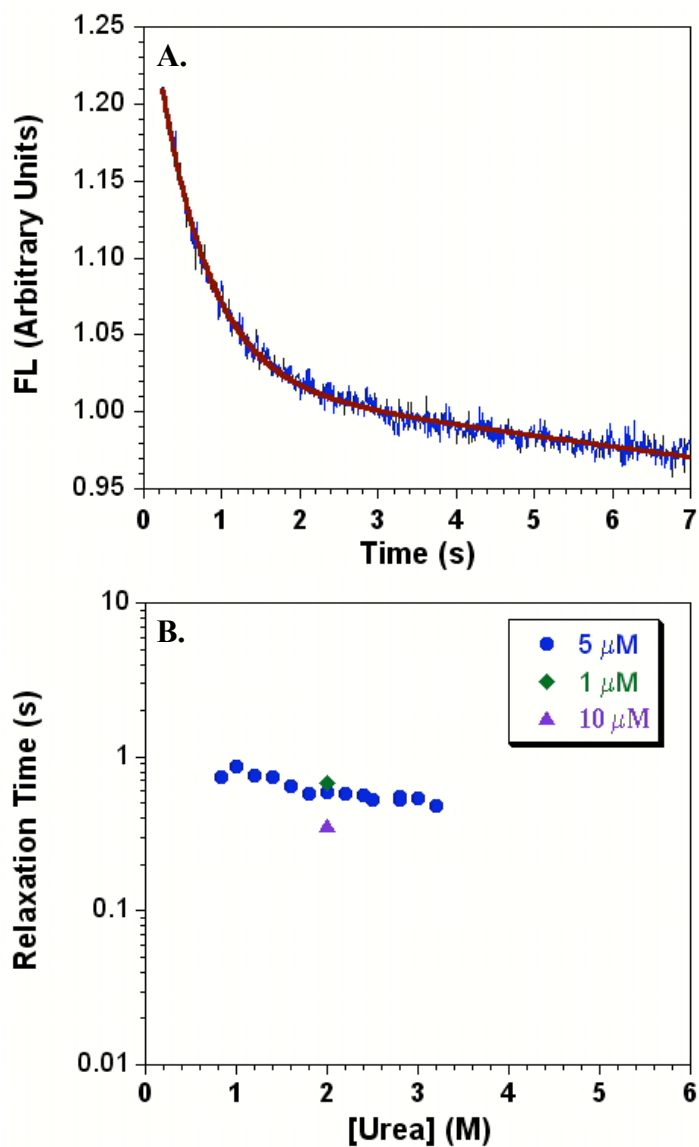 A.
FL (Arbitrary Units)
1.25
1.20
1.15
1.10
1.05
1.00
0.95
0 1 2 3 4 5 6 7
Time (s)
B.
Relaxation Time (s)
10
1
0.1
0.01
5 μM
1 μM
10 μM
0 1 2 3 4 5 6
[Urea] (M)